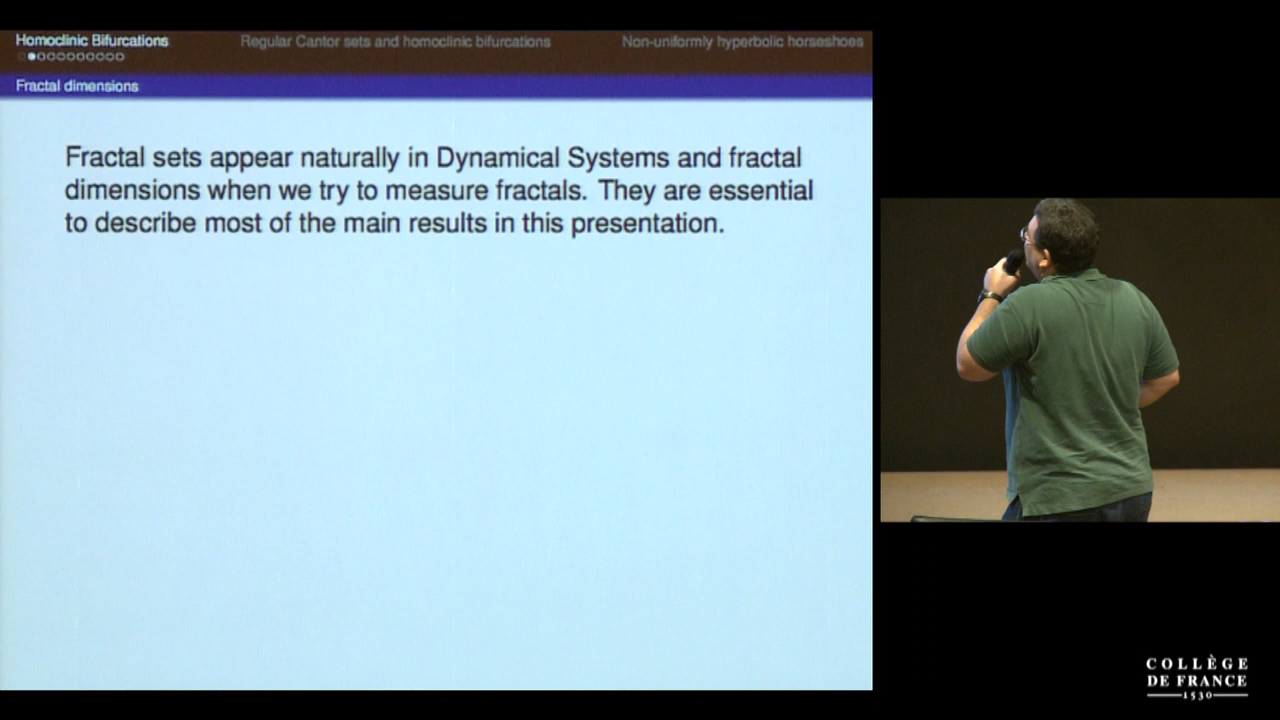 Homoclinic Bifurcations
Regular Cantor sets and homoclinic bifurcations
Non-uniformly hyperbolic horseshoes
Fractal dimensions
Fractal sets appear naturally in Dynamical Systems and fractal
dimensions when we try to measure fractals. They are essential
to describe most of the main results in this presentation.
COLLÈGE
DE FRANCE
1530